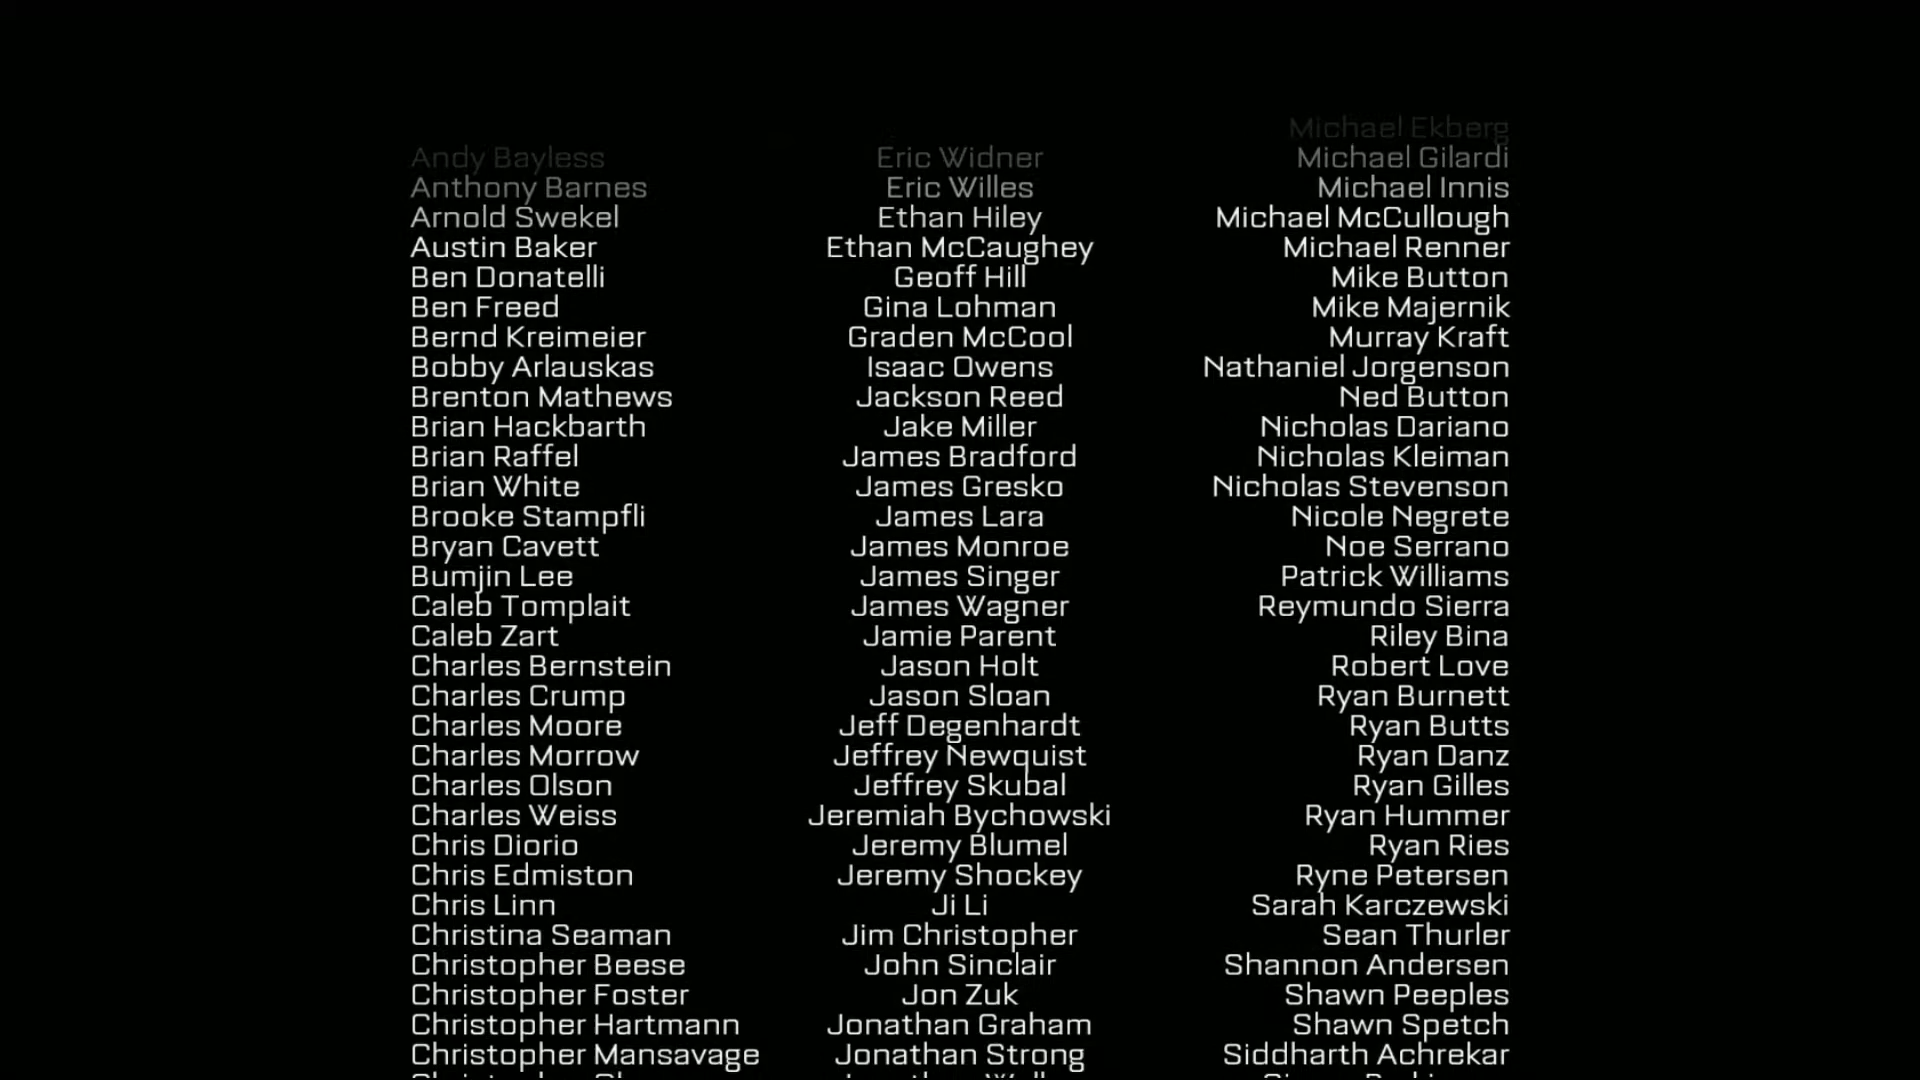 Michael Ekberg
Andy Bayless Eric Widner Michael Gilardi
Anthony Barnes Eric Willes Michael Innis
Arnold Swekel Ethan Hiley Michael McCullough
Austin Baker Ethan McCaughey Michael Renner
Ben Donatelli Geoff Hill Mike Button
Ben Freed Gina Lohman Mike Majernik
Bernd Kreimeier Graden McCool Murray Kraft
Bobby Arlauskas Isaac Owens Nathaniel Jorgenson
Brenton Mathews Jackson Reed Ned Button
Brian Hackbarth Jake Miller Nicholas Dariano
Brian Raffel James Bradford Nicholas Kleiman
Brian White James Gresko Nicholas Stevenson
Brooke Stampfli James Lara Nicole Negrete
Bryan Cavett James Monroe Noe Serrano
Bumjin Lee James Singer Patrick Williams
Caleb Tomplait James Wagner Reymundo Sierra
Caleb Zart Jamie Parent Riley Bina
Charles Bernstein Jason Holt Robert Love
Charles Crump Jason Sloan Ryan Burnett
Charles Moore Jeff Degenhardt Ryan Butts
Charles Morrow Jeffrey Newquist Ryan Danz
Charles Olson Jeffrey Skubal Ryan Gilles
Charles Weiss Jeremiah Bychowski Ryan Hummer
Chris Diorio Jeremy Blumel Ryan Ries
Chris Edmiston Jeremy Shockey Ryne Petersen
Chris Linn Ji Li Sarah Karczewski
Christina Seaman Jim Christopher Sean Thurler
Christopher Beese John Sinclair Shannon Andersen
Christopher Foster Jon Zuk Shawn Peeples
Christopher Hartmann Jonathan Graham Shawn Spetch
Christopher Mansavage Jonathan Strong Siddharth Achrekar